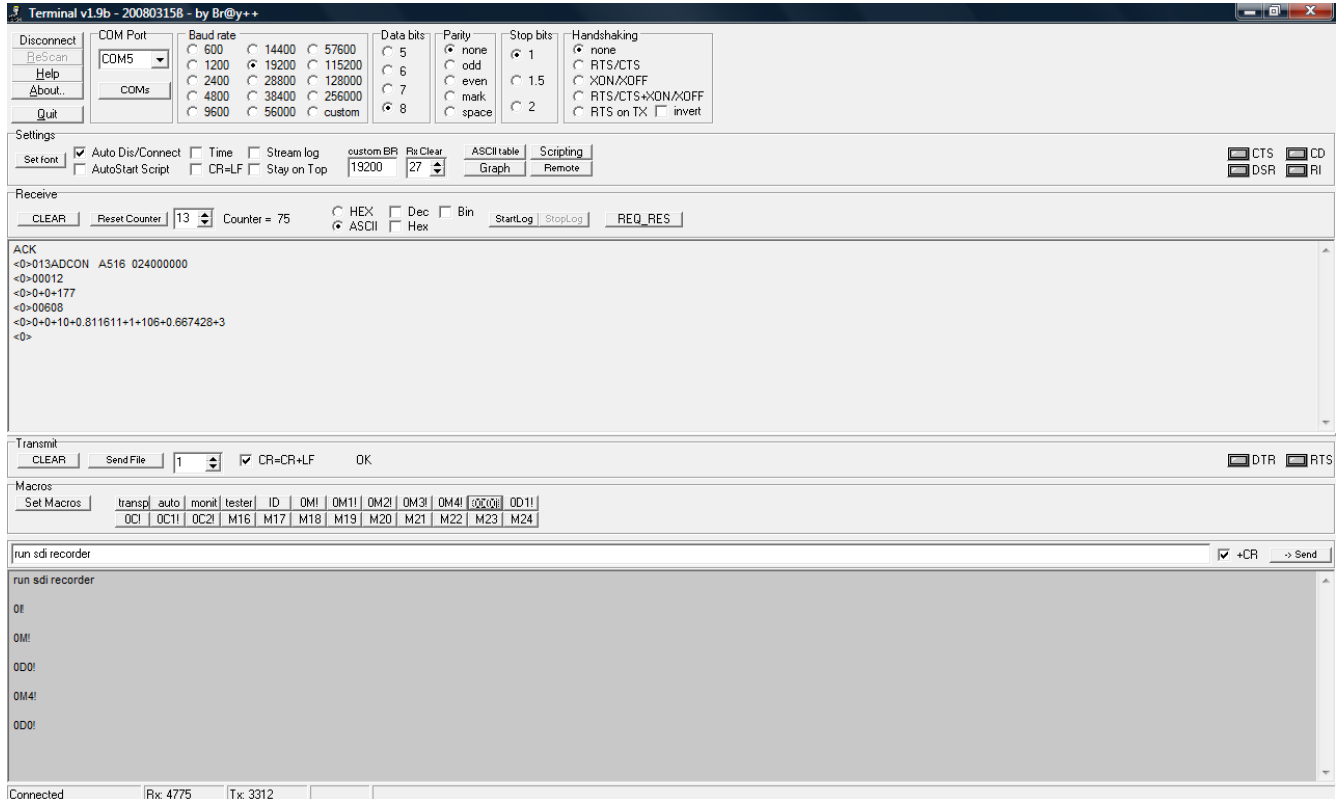 Terminal v1.9b - 20080315ß - by Br@y++
Disconnect
ReScan
Help
About..
Quit
COM Port
COM5
COMs
Baud rate
600 14400 57600
1200 19200 115200
2400 28800 128000
4800 38400 256000
9600 56000 custom
Data bits
5
6
7
8
Parity
none
odd
even
mark
space
Stop bits
1
1.5
2
Handshaking
none
RTS/CTS
XON/XOFF
RTS/CTS+XON/XOFF
RTS on TX invert
Settings
Set font
Auto Dis/Connect Time Stream log
AutoStart Script CR=LF Stay on Top
custom BR Rx Clear
19200 27
ASCII table Scripting
Graph Remote
CTS CD
DSR RI
Receive
CLEAR Reset Counter 13 Counter = 75
HEX Dec Bin
ASCII Hex
StartLog StopLog REQ_RES
ACK
<0>013ADCON A516 024000000
<0>00012
<0>0+0+177
<0>00608
<0>0+0+10+0.811611+1+106+0.667428+3
<0>
Transmit
CLEAR Send File 1 CR=CR+LF OK
DTR RTS
Macros
Set Macros transp auto monit tester ID 0M! 0M1! 0M2! 0M3! 0M4! 0D0! 0D1!
0C! 0C1! 0C2! M16 M17 M18 M19 M20 M21 M22 M23 M24
run sdi recorder +CR -> Send
run sdi recorder
0I!
0M!
0D0!
0M4!
0D0!
Connected Rx: 4775 Tx: 3312